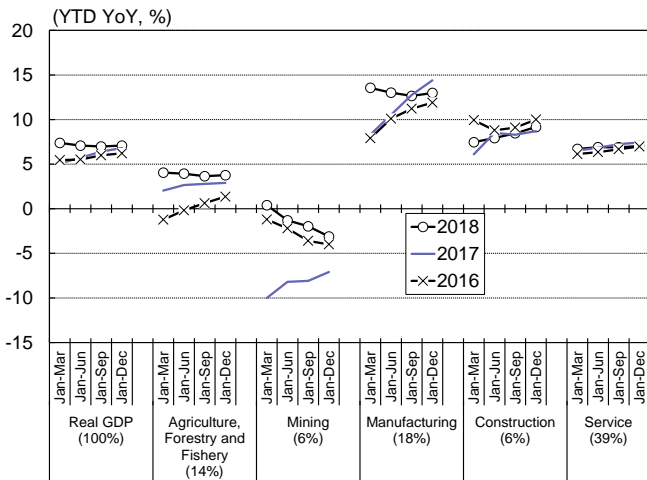 (YTD YoY, %)
20
15
10
5
0
-5
-10
-15
2018
2017
2016
Jan-Mar
Jan-Jun
Jan-Sep
Jan-Dec
Jan-Mar
Jan-Jun
Jan-Sep
Jan-Dec
Jan-Mar
Jan-Jun
Jan-Sep
Jan-Dec
Jan-Mar
Jan-Jun
Jan-Sep
Jan-Dec
Jan-Mar
Jan-Jun
Jan-Sep
Jan-Dec
Jan-Mar
Jan-Jun
Jan-Sep
Jan-Dec
Real GDP
(100%)
Agriculture,
Forestry and
Fishery
(14%)
Mining
(6%)
Manufacturing
(18%)
Construction
(6%)
Service
(39%)